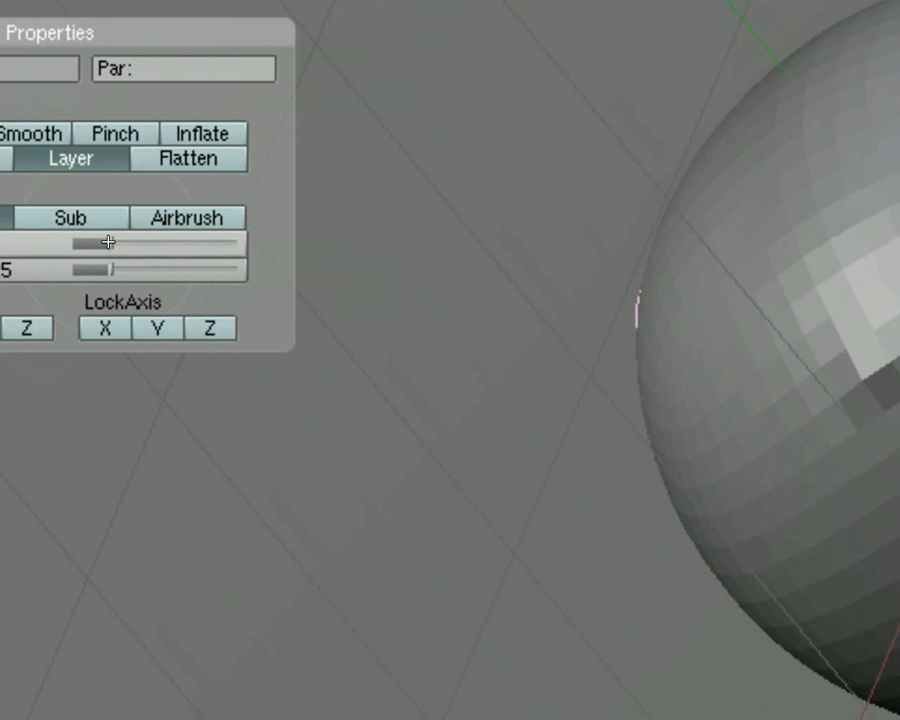 Properties
Par:
Smooth Pinch Inflate
Layer Flatten
Sub Airbrush
5
LockAxis
Z X Y Z